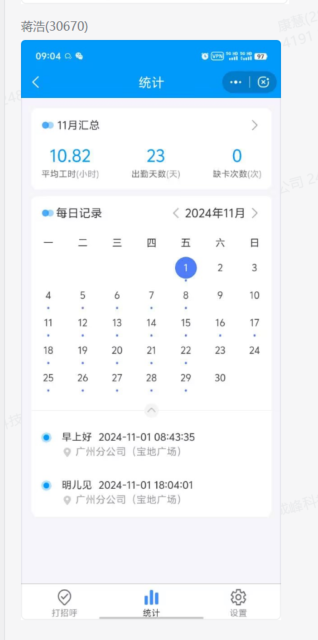 蒋浩(30670)
09:04
97
统计
11月汇总
10.82 23 0
平均工时(小时) 出勤天数(天) 缺卡次数(次)
每日记录 2024年11月
一 二 三 四 五 六 日
1 2 3
4 5 6 7 8 9 10
11 12 13 14 15 16 17
18 19 20 21 22 23 24
25 26 27 28 29 30
早上好 2024-11-01 08:43:35
广州分公司（宝地广场）
明儿见 2024-11-01 18:04:01
广州分公司（宝地广场）
打招呼 统计 设置